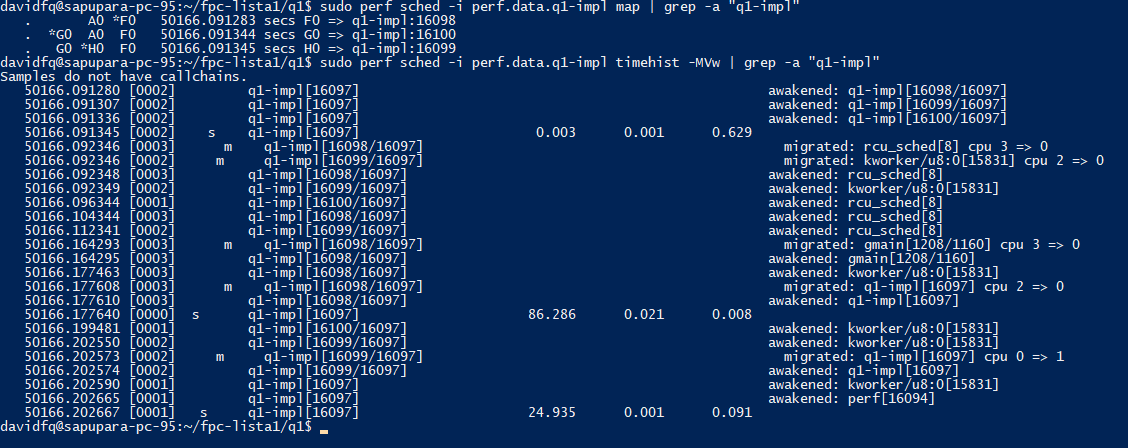 davidfq@sapupara-pc-95:~/fpc-lista1/q1$ sudo perf sched -i perf.data.q1-impl map | grep -a "q1-impl"
A0 *F0 50166.091283 secs F0 => q1-impl:16098
. *G0 A0 F0 50166.091344 secs G0 => q1-impl:16100
. G0 *H0 F0 50166.091345 secs H0 => q1-impl:16099
davidfq@sapupara-pc-95:~/fpc-lista1/q1$ sudo perf sched -i perf.data.q1-impl timehist -MVw | grep -a "q1-impl"
Samples do not have callchains.
50166.091280 [0002] q1-impl[16097] awakened: q1-impl[16098/16097]
50166.091307 [0002] q1-impl[16097] awakened: q1-impl[16099/16097]
50166.091336 [0002] q1-impl[16097] awakened: q1-impl[16100/16097]
50166.091345 [0002] s q1-impl[16097] 0.003 0.001 0.629
50166.092346 [0003] m q1-impl[16098/16097] migrated: rcu_sched[8] cpu 3 => 0
50166.092346 [0002] m q1-impl[16099/16097] migrated: kworker/u8:0[15831] cpu 2 => 0
50166.092348 [0003] q1-impl[16098/16097] awakened: rcu_sched[8]
50166.092349 [0002] q1-impl[16099/16097] awakened: kworker/u8:0[15831]
50166.096344 [0001] q1-impl[16100/16097] awakened: rcu_sched[8]
50166.104344 [0003] q1-impl[16098/16097] awakened: rcu_sched[8]
50166.112341 [0002] q1-impl[16099/16097] awakened: rcu_sched[8]
50166.164293 [0003] m q1-impl[16098/16097] migrated: gmain[1208/1160] cpu 3 => 0
50166.164295 [0003] q1-impl[16098/16097] awakened: gmain[1208/1160]
50166.177463 [0003] q1-impl[16098/16097] awakened: kworker/u8:0[15831]
50166.177608 [0003] m q1-impl[16098/16097] migrated: q1-impl[16097] cpu 2 => 0
50166.177610 [0003] q1-impl[16098/16097] awakened: q1-impl[16097]
50166.177640 [0000] s q1-impl[16097] 86.286 0.021 0.008
50166.199481 [0001] q1-impl[16100/16097] awakened: kworker/u8:0[15831]
50166.202550 [0002] q1-impl[16099/16097] awakened: kworker/u8:0[15831]
50166.202573 [0002] m q1-impl[16099/16097] migrated: q1-impl[16097] cpu 0 => 1
50166.202574 [0002] q1-impl[16099/16097] awakened: q1-impl[16097]
50166.202590 [0001] q1-impl[16097] awakened: kworker/u8:0[15831]
50166.202665 [0001] q1-impl[16097] awakened: perf[16094]
50166.202667 [0001] s q1-impl[16097] 24.935 0.001 0.091
davidfq@sapupara-pc-95:~/fpc-lista1/q1$